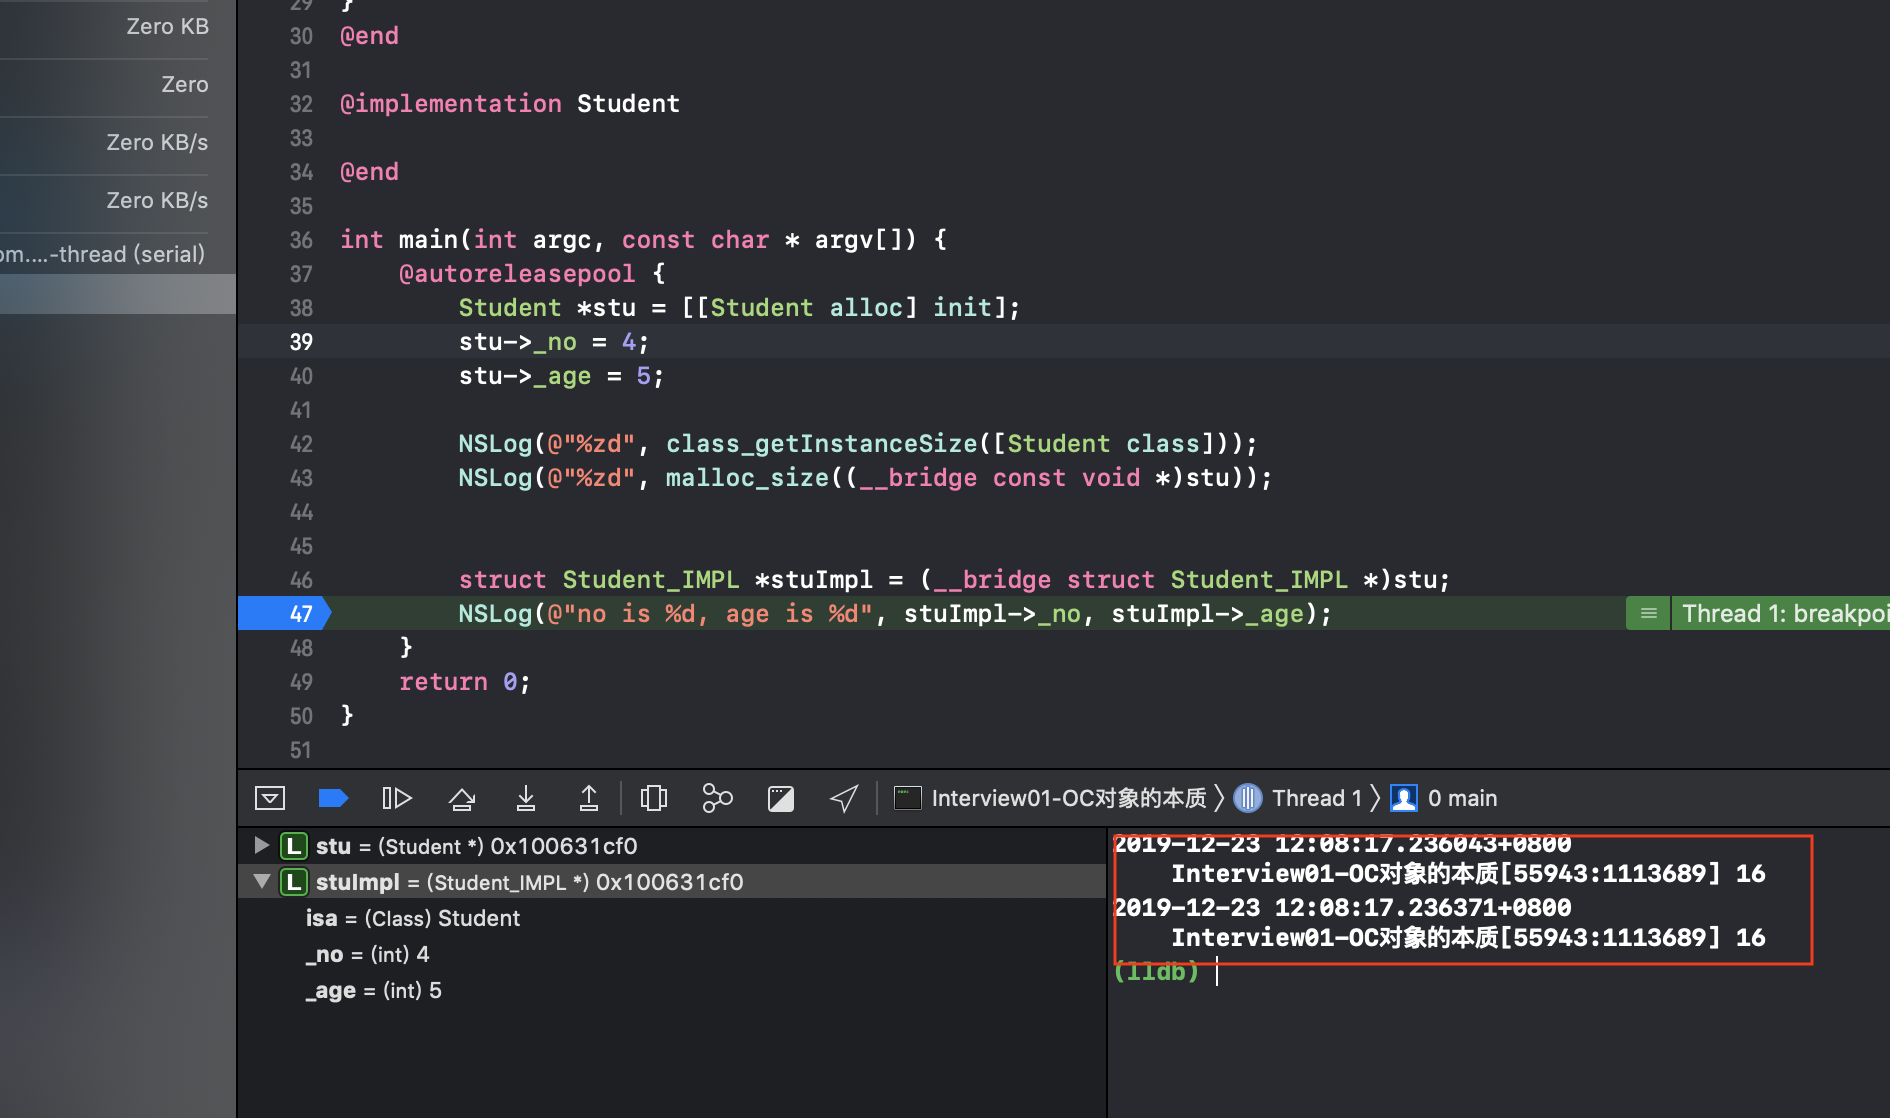 Zero KB
Zero
Zero KB/s
Zero KB/s
om....-thread (serial)
29 }
30 @end
31
32 @implementation Student
33
34 @end
35
36 int main(int argc, const char * argv[]) {
37 @autoreleasepool {
38 Student *stu = [[Student alloc] init];
39 stu->_no = 4;
40 stu->_age = 5;
41
42 NSLog(@"%zd", class_getInstanceSize([Student class]));
43 NSLog(@"%zd", malloc_size((__bridge const void *)stu));
44
45
46 struct Student_IMPL *stuImpl = (__bridge struct Student_IMPL *)stu;
47 NSLog(@"no is %d, age is %d", stuImpl->_no, stuImpl->_age); Thread 1: breakpoi
48 }
49 return 0;
50 }
51
Interview01-OC对象的本质 〉 Thread 1 〉 0 main
L stu = (Student *) 0x100631cf0
L stuImpl = (Student_IMPL *) 0x100631cf0
isa = (Class) Student
_no = (int) 4
_age = (int) 5
2019-12-23 12:08:17.236043+0800
Interview01-OC对象的本质[55943:1113689] 16
2019-12-23 12:08:17.236371+0800
Interview01-OC对象的本质[55943:1113689] 16
(lldb)